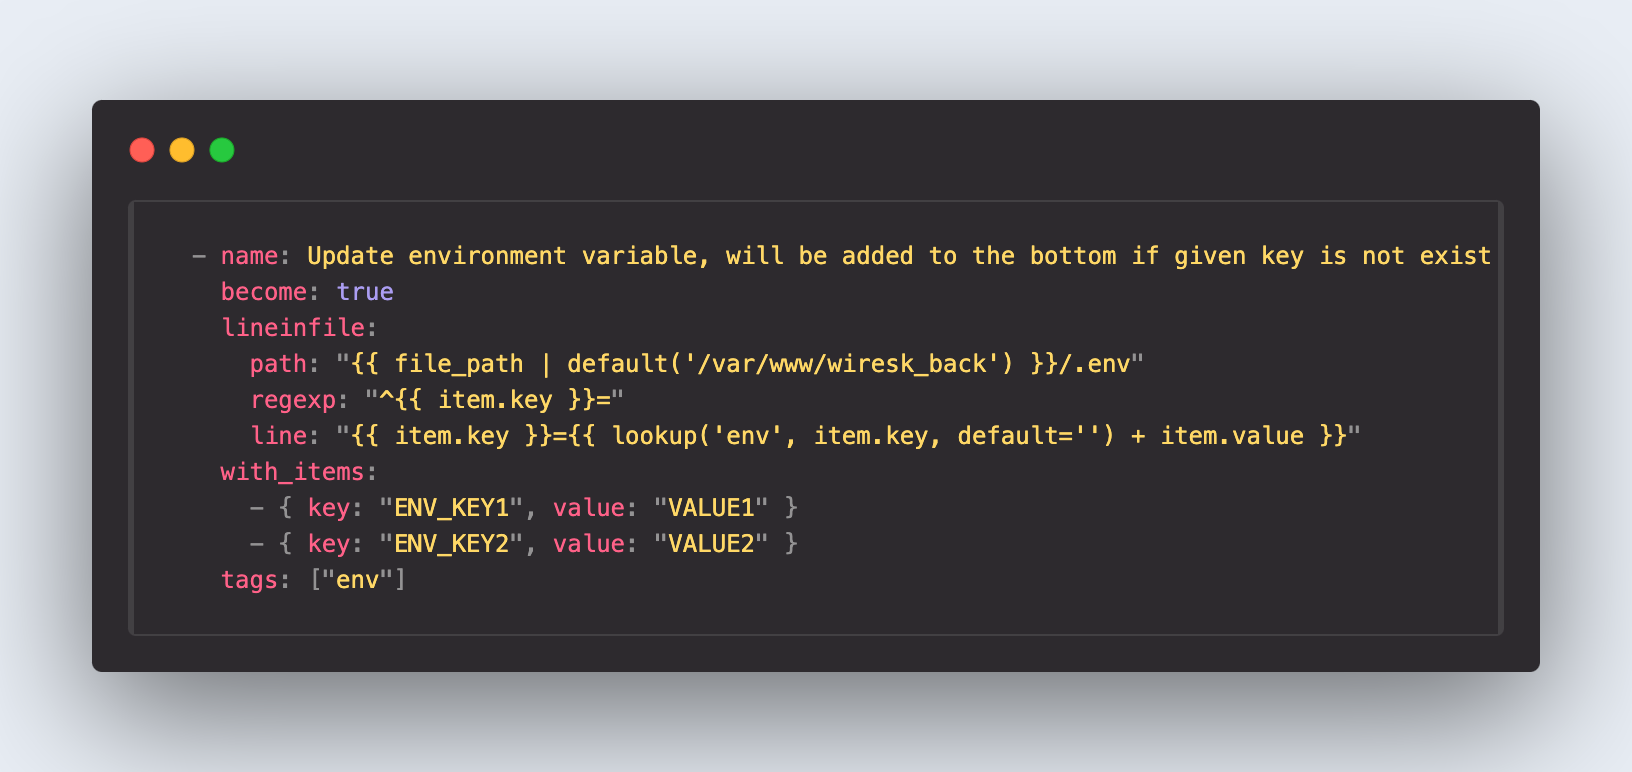 - name: Update environment variable, will be added to the bottom if given key is not exist
  become: true
  lineinfile:
    path: "{{ file_path | default('/var/www/wiresk_back') }}/.env"
    regexp: "^{{ item.key }}="
    line: "{{ item.key }}={{ lookup('env', item.key, default='') + item.value }}"
  with_items:
    - { key: "ENV_KEY1", value: "VALUE1" }
    - { key: "ENV_KEY2", value: "VALUE2" }
  tags: ["env"]